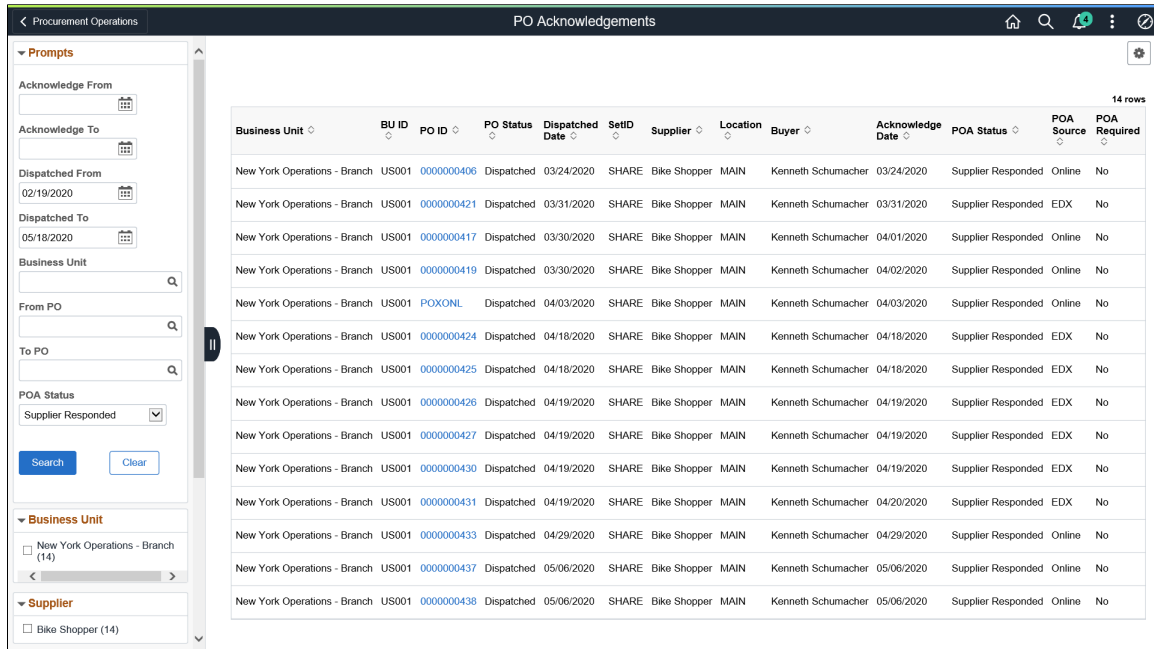 Procurement Operations
PO Acknowledgements
4
Prompts
Acknowledge From
Acknowledge To
Dispatched From
02/19/2020
Dispatched To
05/18/2020
Business Unit
From PO
To PO
POA Status
Supplier Responded
Search Clear
Business Unit
New York Operations - Branch
(14)
Supplier
Bike Shopper (14)
14 rows
Business Unit BU ID PO ID PO Status Dispatched Date SetID Supplier Location Buyer Acknowledge Date POA Status POA Source POA Required
New York Operations - Branch US001 0000000406 Dispatched 03/24/2020 SHARE Bike Shopper MAIN Kenneth Schumacher 03/24/2020 Supplier Responded Online No
New York Operations - Branch US001 0000000421 Dispatched 03/31/2020 SHARE Bike Shopper MAIN Kenneth Schumacher 03/31/2020 Supplier Responded EDX No
New York Operations - Branch US001 0000000417 Dispatched 03/30/2020 SHARE Bike Shopper MAIN Kenneth Schumacher 04/01/2020 Supplier Responded Online No
New York Operations - Branch US001 0000000419 Dispatched 03/30/2020 SHARE Bike Shopper MAIN Kenneth Schumacher 04/02/2020 Supplier Responded Online No
New York Operations - Branch US001 POXONL Dispatched 04/03/2020 SHARE Bike Shopper MAIN Kenneth Schumacher 04/03/2020 Supplier Responded Online No
New York Operations - Branch US001 0000000424 Dispatched 04/18/2020 SHARE Bike Shopper MAIN Kenneth Schumacher 04/18/2020 Supplier Responded EDX No
New York Operations - Branch US001 0000000425 Dispatched 04/18/2020 SHARE Bike Shopper MAIN Kenneth Schumacher 04/18/2020 Supplier Responded EDX No
New York Operations - Branch US001 0000000426 Dispatched 04/19/2020 SHARE Bike Shopper MAIN Kenneth Schumacher 04/19/2020 Supplier Responded EDX No
New York Operations - Branch US001 0000000427 Dispatched 04/19/2020 SHARE Bike Shopper MAIN Kenneth Schumacher 04/19/2020 Supplier Responded EDX No
New York Operations - Branch US001 0000000430 Dispatched 04/19/2020 SHARE Bike Shopper MAIN Kenneth Schumacher 04/19/2020 Supplier Responded EDX No
New York Operations - Branch US001 0000000431 Dispatched 04/19/2020 SHARE Bike Shopper MAIN Kenneth Schumacher 04/20/2020 Supplier Responded EDX No
New York Operations - Branch US001 0000000433 Dispatched 04/29/2020 SHARE Bike Shopper MAIN Kenneth Schumacher 04/29/2020 Supplier Responded Online No
New York Operations - Branch US001 0000000437 Dispatched 05/06/2020 SHARE Bike Shopper MAIN Kenneth Schumacher 05/06/2020 Supplier Responded Online No
New York Operations - Branch US001 0000000438 Dispatched 05/06/2020 SHARE Bike Shopper MAIN Kenneth Schumacher 05/06/2020 Supplier Responded Online No